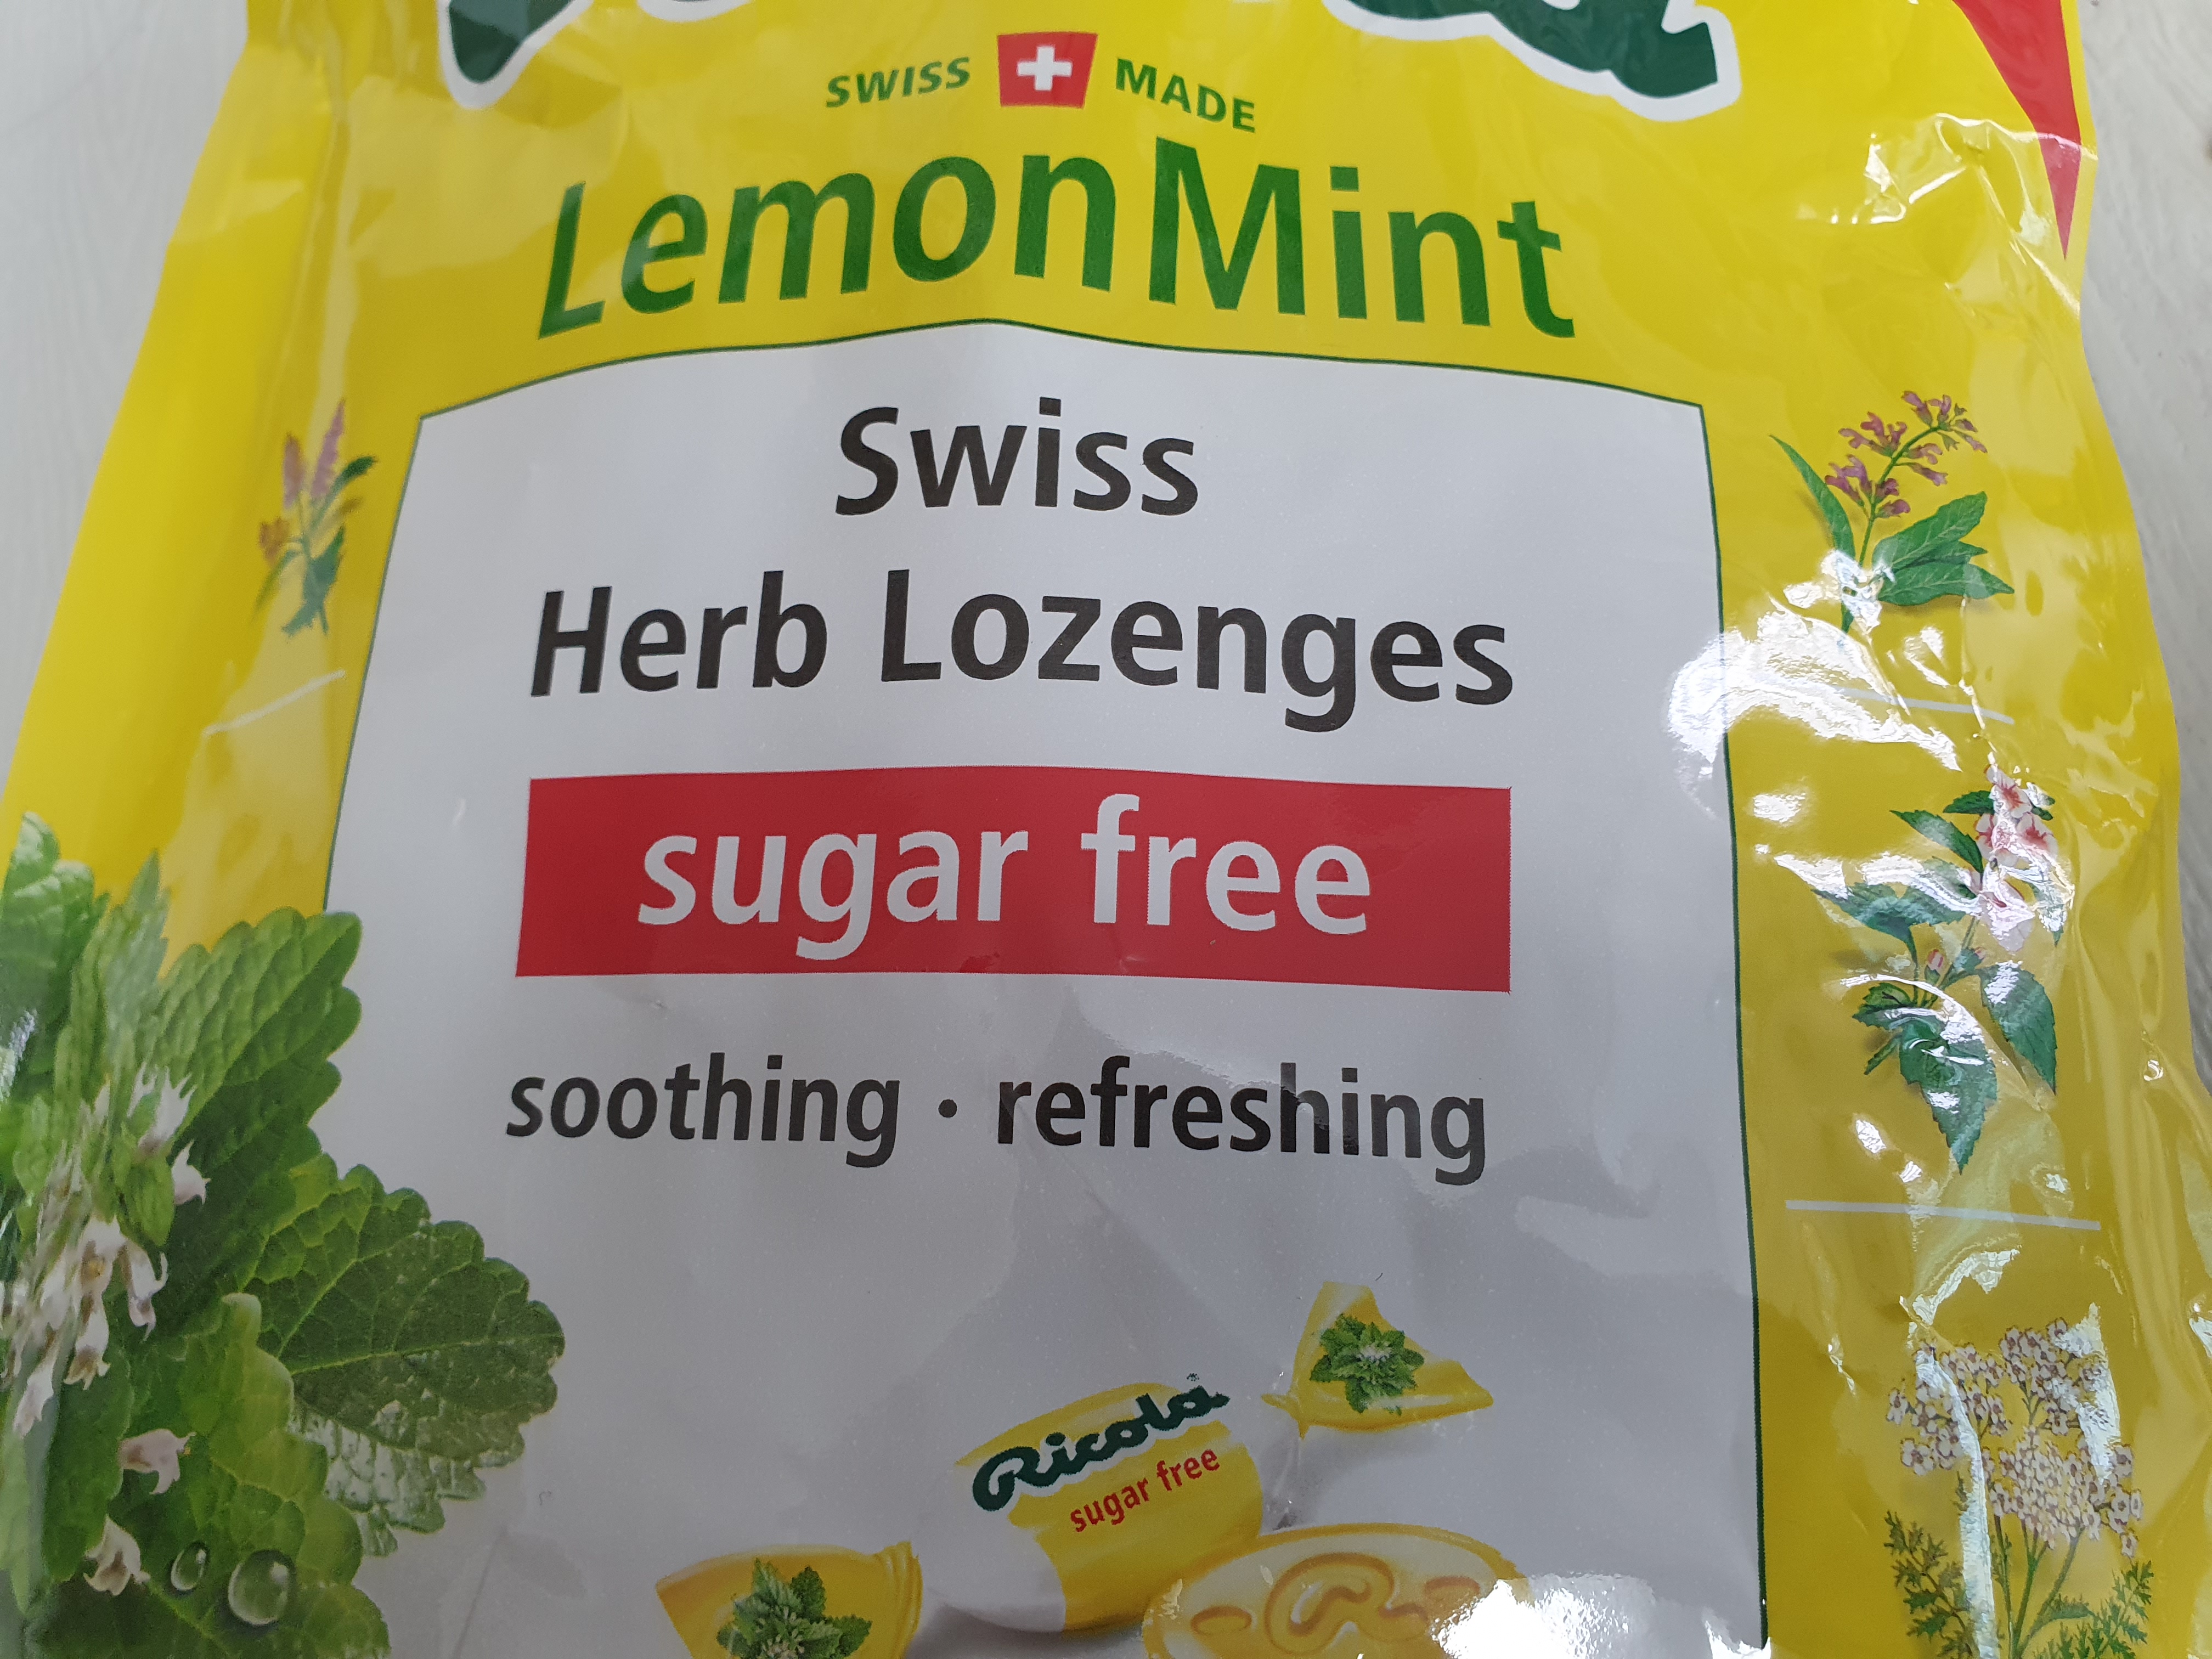 SWISS MADE
LemonMint
Swiss
Herb Lozenges
sugar free
soothing · refreshing
Ricola
sugar free